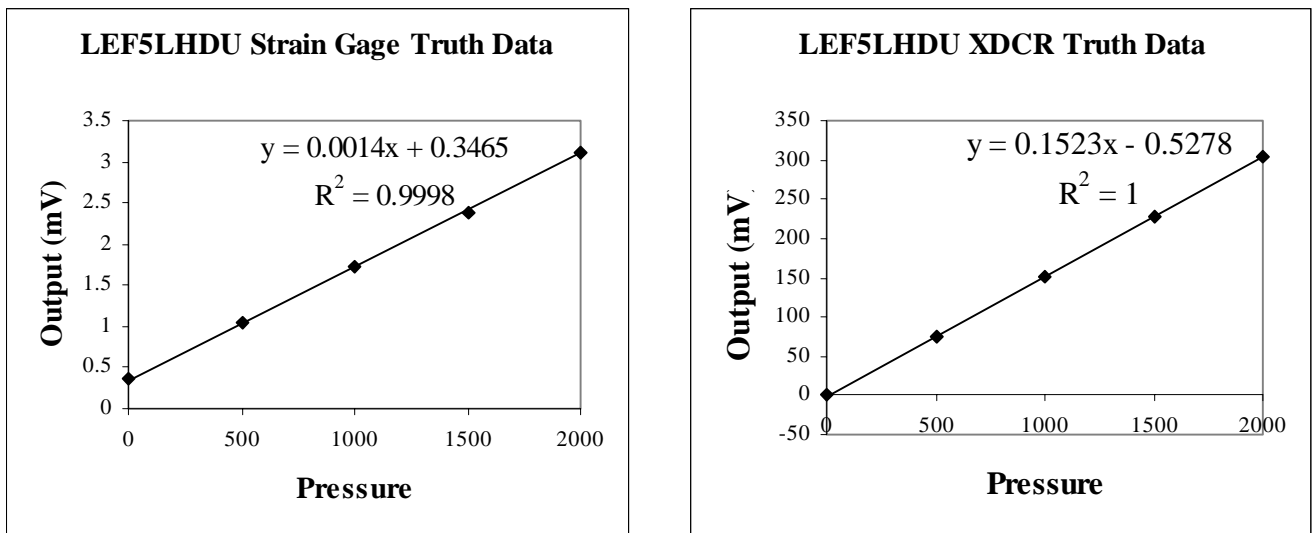 LEF5LHDU Strain Gage Truth Data
3.5
3
2.5
2
1.5
1
0.5
0
y = 0.0014x + 0.3465
R² = 0.9998
Output (mV)
0 500 1000 1500 2000
Pressure
LEF5LHDU XDCR Truth Data
350
300
250
200
150
100
50
0
-50
y = 0.1523x - 0.5278
R² = 1
Output (mV)
0 500 1000 1500 2000
Pressure